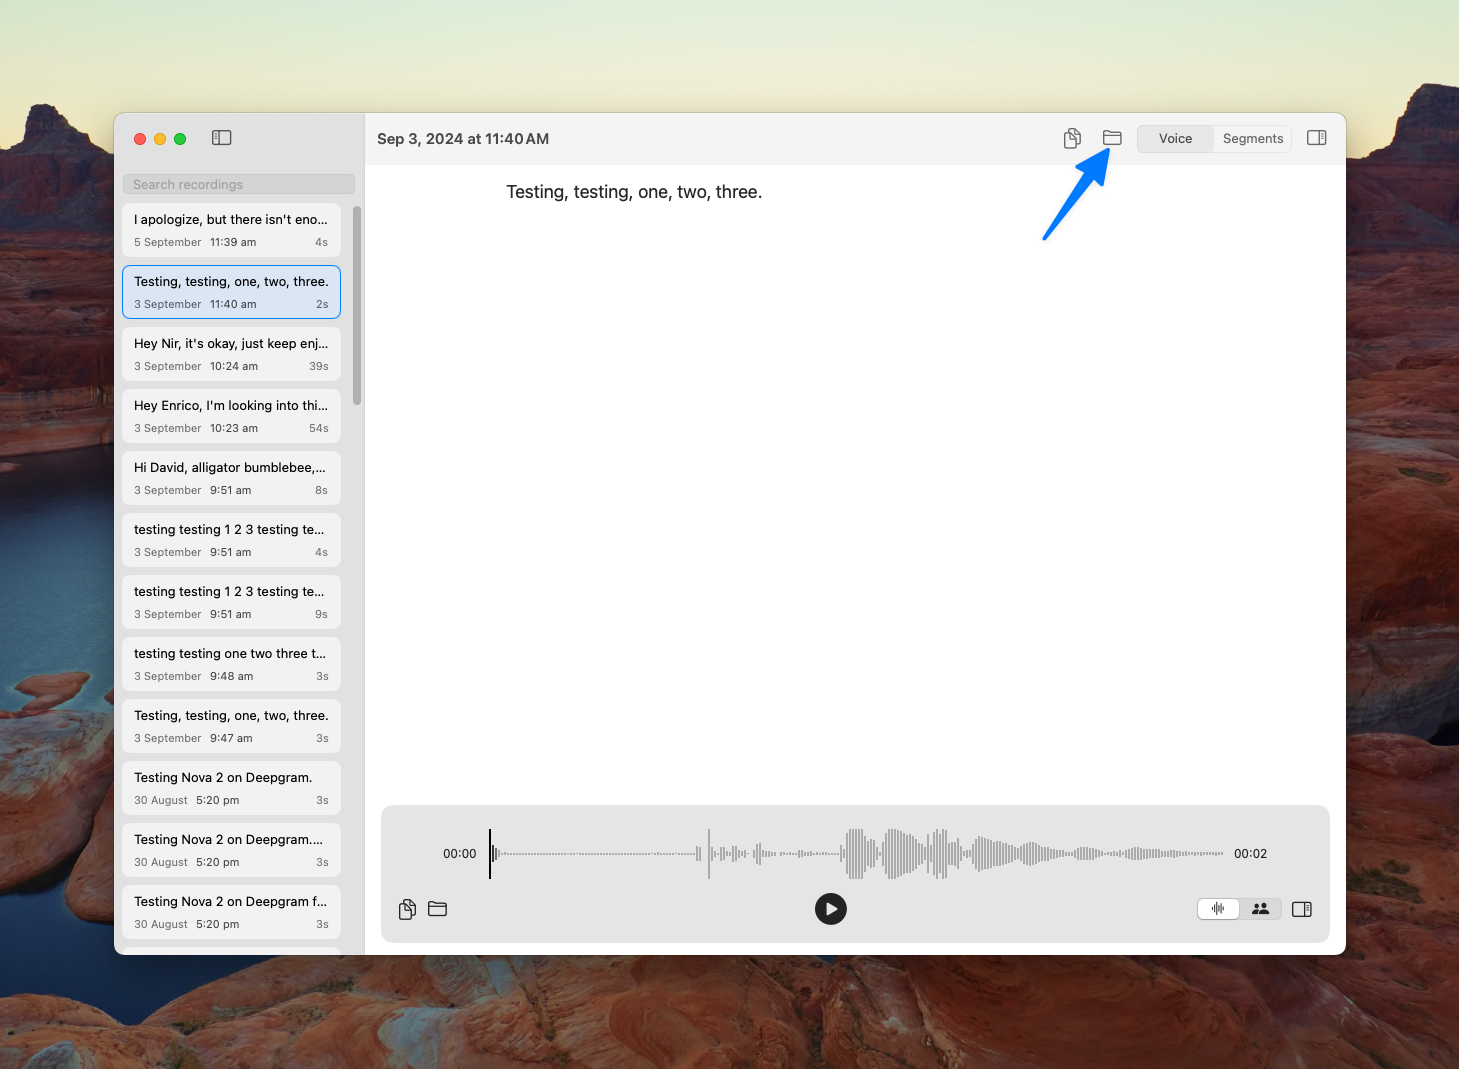 Sep 3, 2024 at 11:40 AM
Voice
Segments
Search recordings
I apologize, but there isn't eno...
5 September 11:39 am 4s
Testing, testing, one, two, three.
3 September 11:40 am 2s
Hey Nir, it's okay, just keep enj...
3 September 10:24 am 39s
Hey Enrico, I'm looking into thi...
3 September 10:23 am 54s
Hi David, alligator bumblebee,...
3 September 9:51 am 8s
testing testing 1 2 3 testing te...
3 September 9:51 am 4s
testing testing 1 2 3 testing te...
3 September 9:51 am 9s
testing testing one two three t...
3 September 9:48 am 3s
Testing, testing, one, two, three.
3 September 9:47 am 3s
Testing Nova 2 on Deepgram.
30 August 5:20 pm 3s
Testing Nova 2 on Deepgram....
30 August 5:20 pm 3s
Testing Nova 2 on Deepgram f...
30 August 5:20 pm 3s
Testing, testing, one, two, three.
00:00
00:02